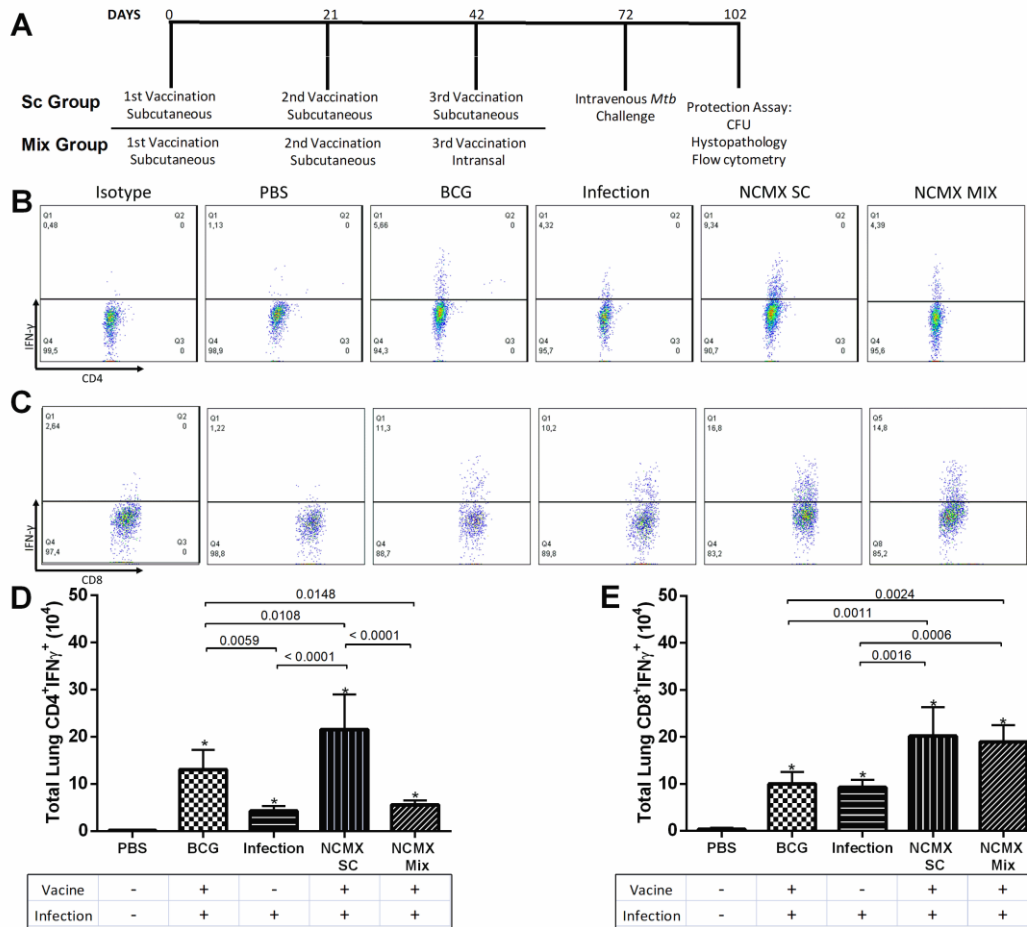 A
DAYS 0 21 42 72 102
Sc Group
1st Vaccination
Subcutaneous
2nd Vaccination
Subcutaneous
3rd Vaccination
Subcutaneous
Intravenous Mtb
Challenge
Protection Assay:
CFU
Hystopathology
Flow cytometry
Mix Group
1st Vaccination
Subcutaneous
2nd Vaccination
Subcutaneous
3rd Vaccination
Intransal
B
Isotype PBS BCG Infection NCMX SC NCMX MIX
Q1 Q2 Q1 Q2 Q1 Q2 Q1 Q2 Q1 Q2 Q1 Q2
0,48 0 1,13 0 5,66 0 4,32 0 9,34 0 4,39 0
Q4 Q3 Q4 Q3 Q4 Q3 Q4 Q3 Q4 Q3 Q4 Q3
99,5 0 98,9 0 94,3 0 95,7 0 90,7 0 95,6 0
IFN-γ
CD4
C
Q1 Q2 Q1 Q1 Q1 Q1 Q5
2,64 0 1,22 11,3 10,2 16,8 14,8
Q4 Q3 Q4 Q4 Q4 Q4 Q8
97,4 0 98,8 88,7 89,8 83,2 85,2
IFN-γ
CD8
D
Total Lung CD4+IFNγ+ (10⁴)
50
40
30
20
10
0
0.0148
0.0108
0.0059
< 0.0001
< 0.0001
* * * *
PBS BCG Infection NCMX SC NCMX Mix
Vacine - + - + +
Infection - + + + +
E
Total Lung CD8+IFNγ+ (10⁴)
50
40
30
20
10
0
0.0024
0.0011
0.0006
0.0016
* * * *
PBS BCG Infection NCMX SC NCMX Mix
Vacine - + - + +
Infection - + + + +